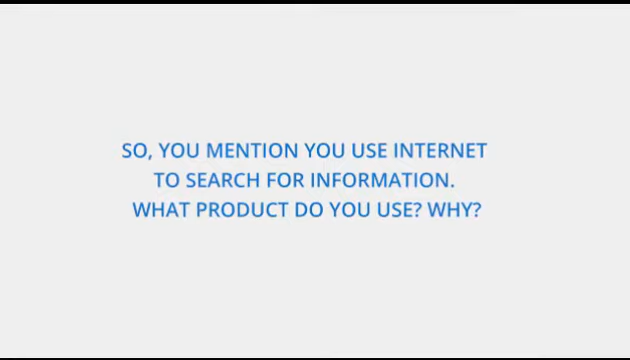 SO, YOU MENTION YOU USE INTERNET
TO SEARCH FOR INFORMATION.
WHAT PRODUCT DO YOU USE? WHY?